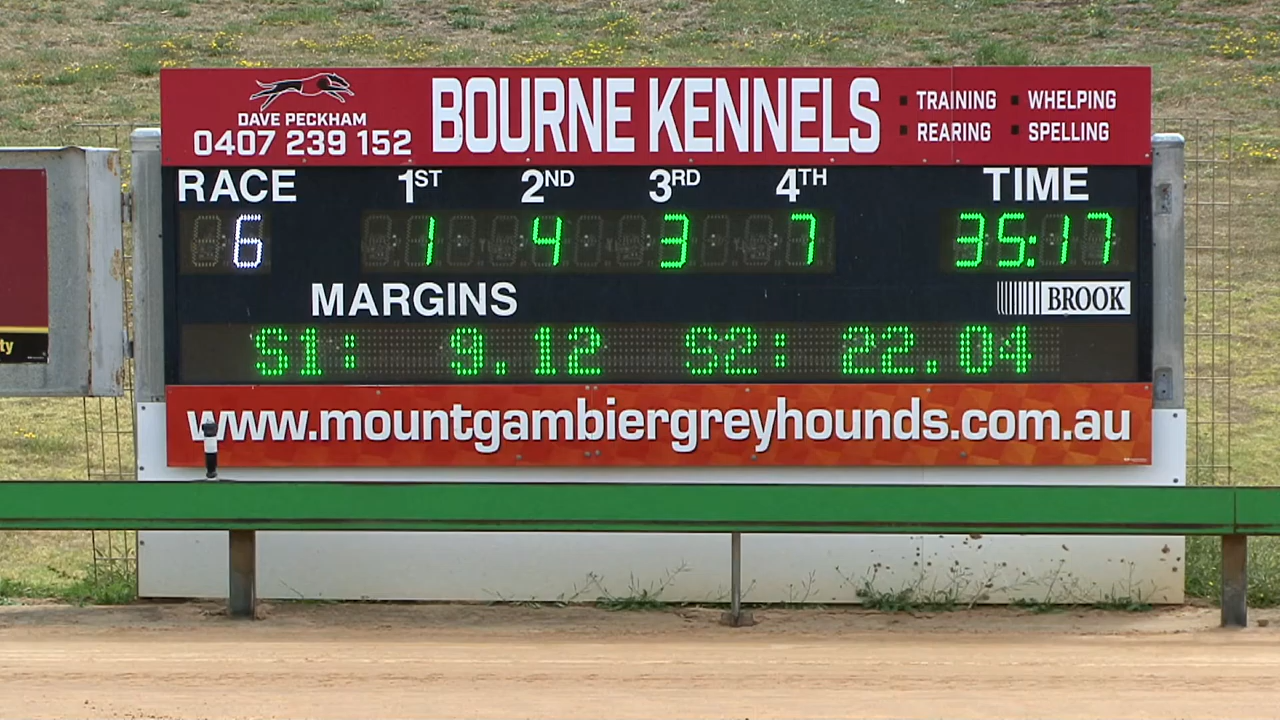 BOURNE KENNELS
DAVE PECKHAM
0407 239 152
TRAINING WHELPING
REARING SPELLING
RACE 1ST 2ND 3RD 4TH TIME
6 1 4 3 7 35:17
MARGINS BROOK
S1: 9.12 S2: 22.04
www.mountgambiergreyhounds.com.au
ty